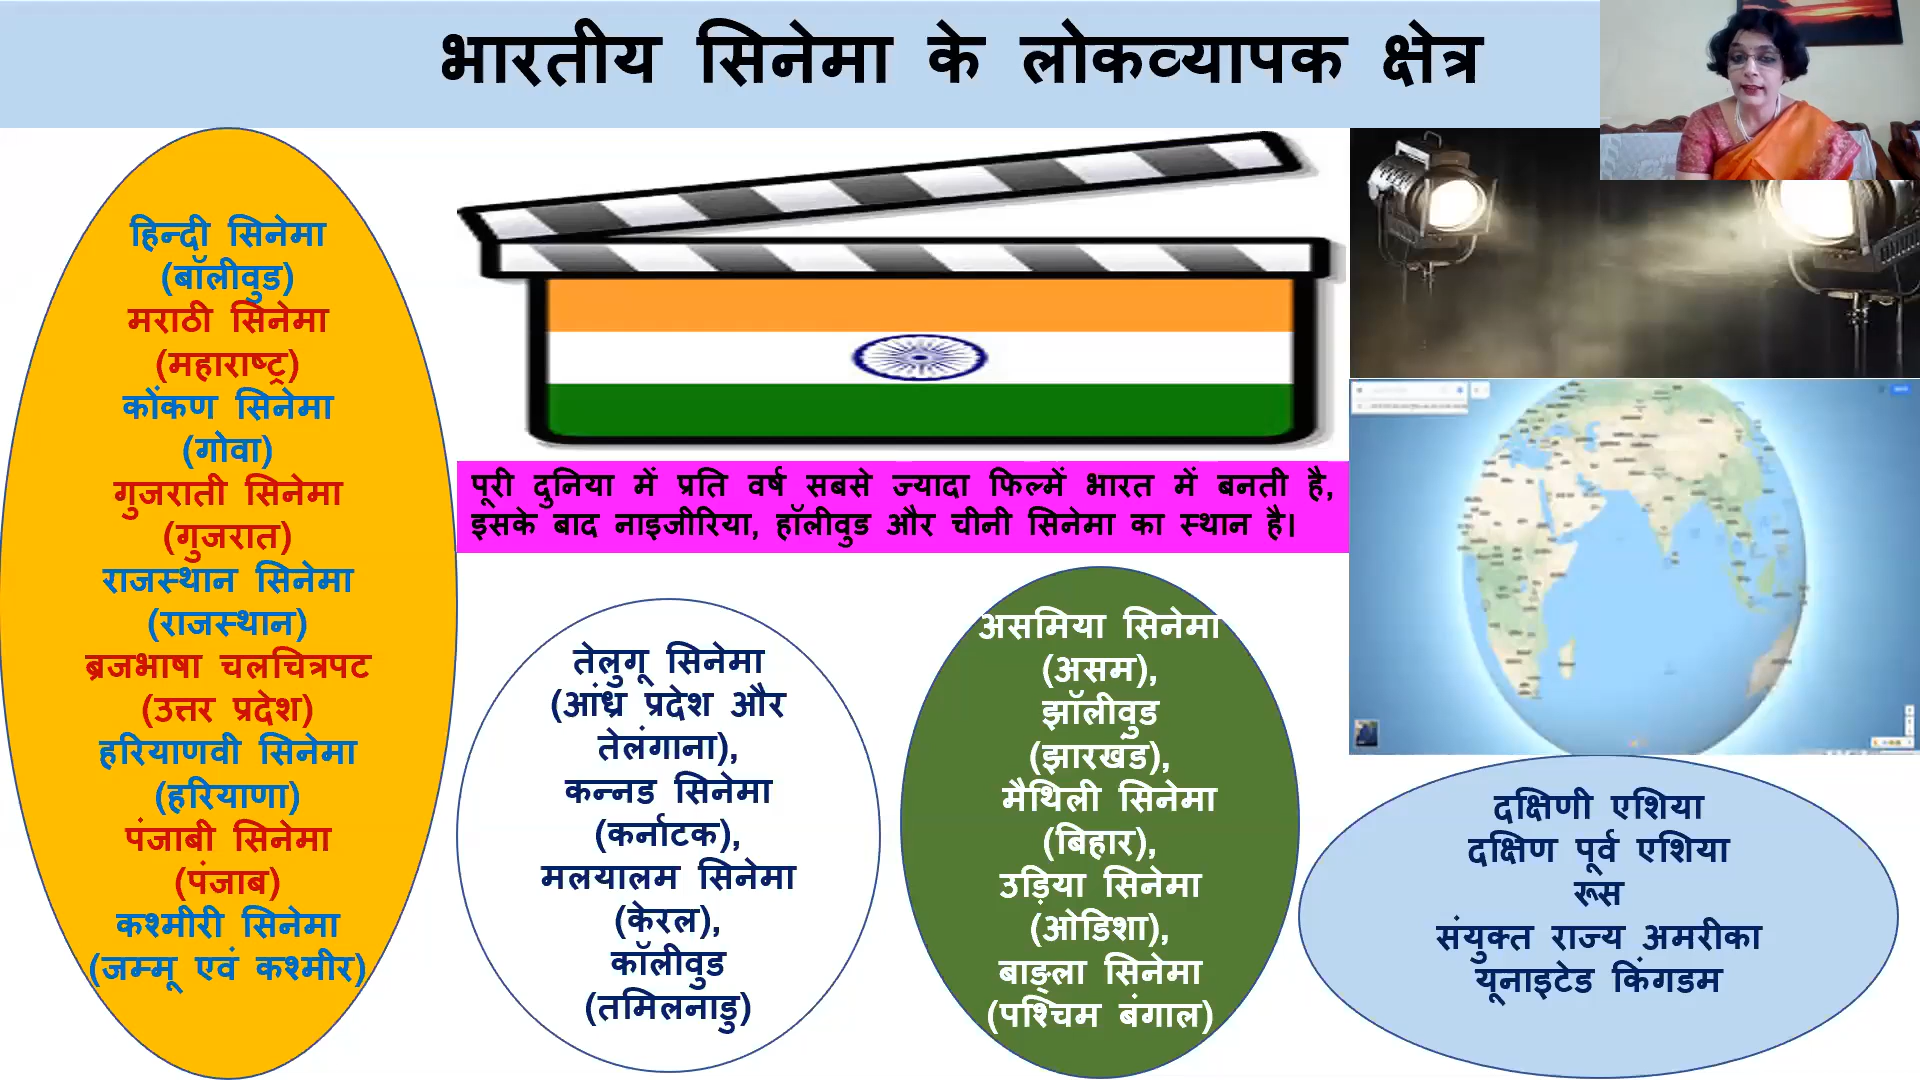 भारतीय सिनेमा के लोकव्यापक क्षेत्र
हिन्दी सिनेमा
(बॉलीवुड)
मराठी सिनेमा
(महाराष्ट्र)
कोंकण सिनेमा
(गोवा)
गुजराती सिनेमा
(गुजरात)
राजस्थान सिनेमा
(राजस्थान)
ब्रजभाषा चलचित्रपट
(उत्तर प्रदेश)
हरियाणवी सिनेमा
(हरियाणा)
पंजाबी सिनेमा
(पंजाब)
कश्मीरी सिनेमा
(जम्मू एवं कश्मीर)
पूरी दुनिया में प्रति वर्ष सबसे ज्यादा फिल्में भारत में बनती है,
इसके बाद नाइजीरिया, हॉलीवुड और चीनी सिनेमा का स्थान है।
तेलुगू सिनेमा
(आंध्र प्रदेश और
तेलंगाना),
कन्नड सिनेमा
(कर्नाटक),
मलयालम सिनेमा
(केरल),
कॉलीवुड
(तमिलनाडु)
असमिया सिनेमा
(असम),
झॉलीवुड
(झारखंड),
मैथिली सिनेमा
(बिहार),
उड़िया सिनेमा
(ओडिशा),
बाङ्ला सिनेमा
(पश्चिम बंगाल)
दक्षिणी एशिया
दक्षिण पूर्व एशिया
रूस
संयुक्त राज्य अमरीका
यूनाइटेड किंगडम